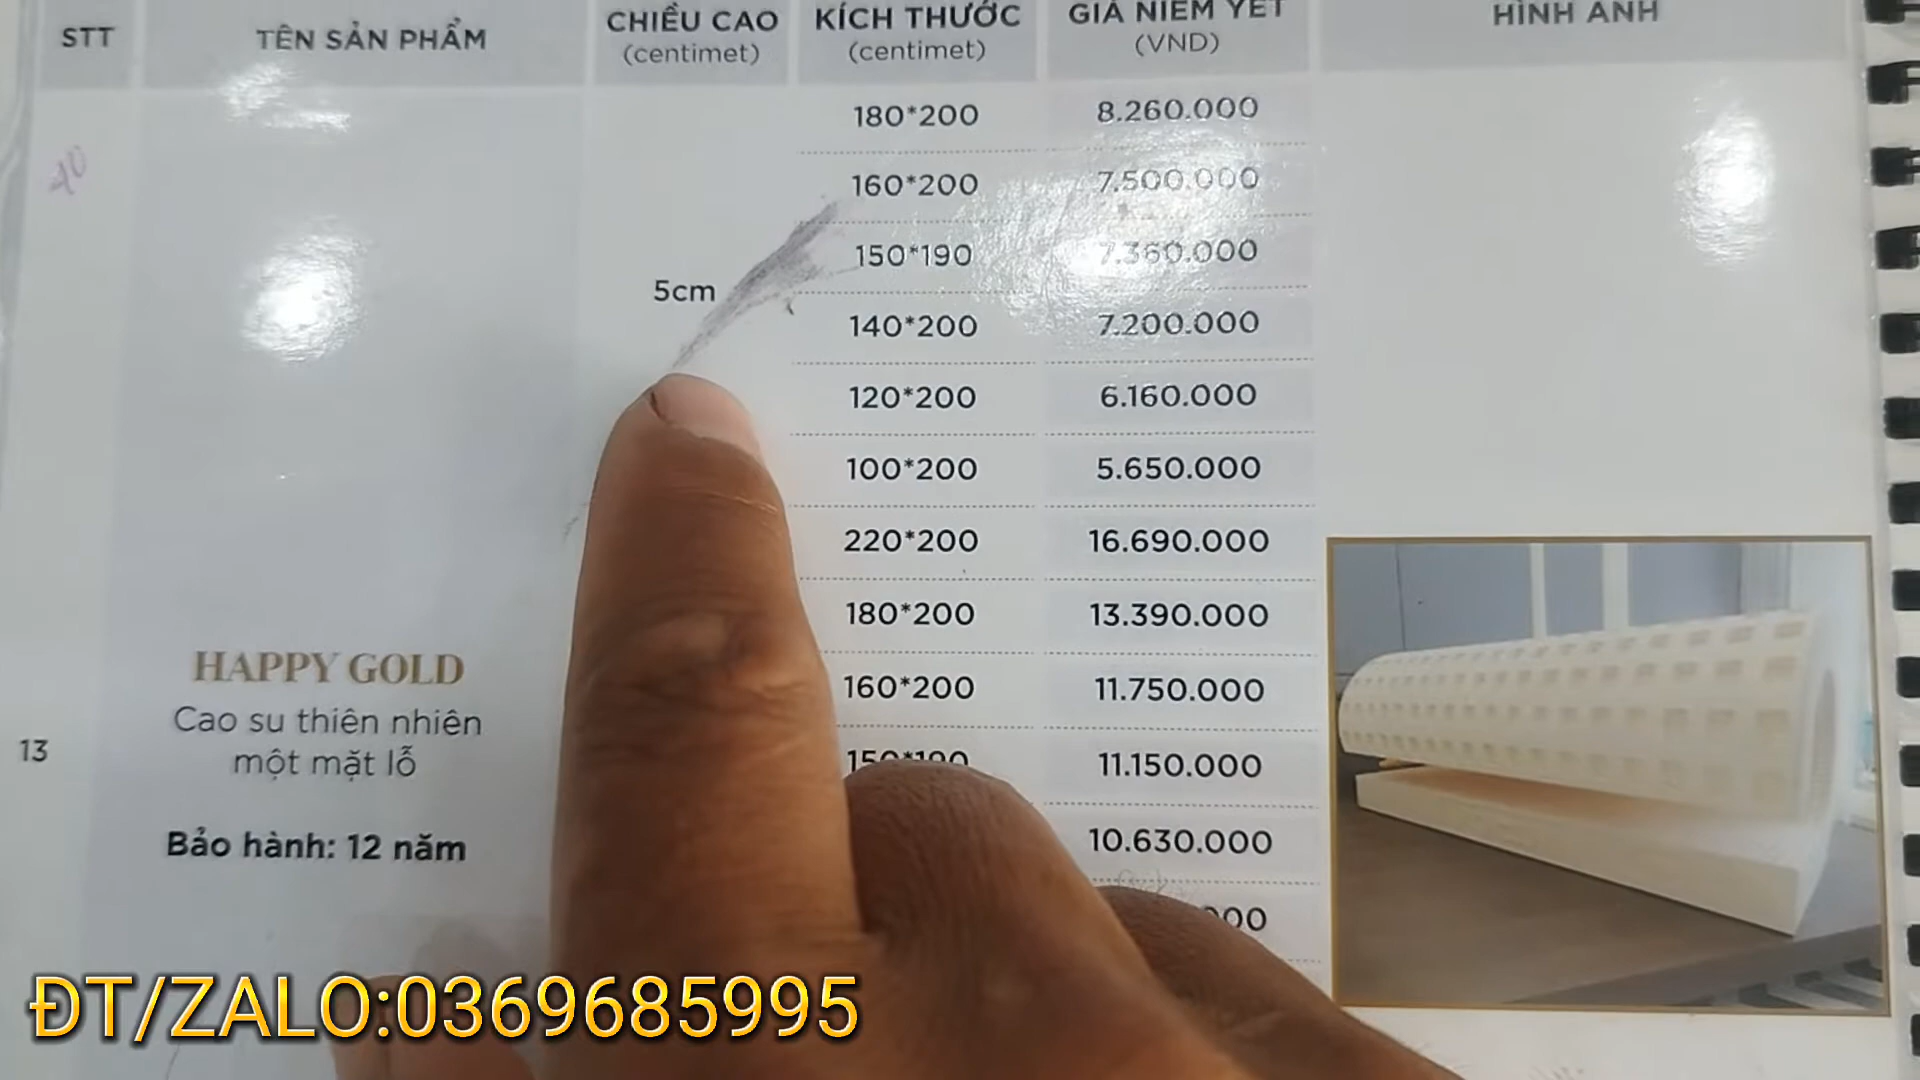 STT TÊN SẢN PHẨM CHIỀU CAO KÍCH THƯỚC GIÁ NIÊM YẾT HÌNH ẢNH
(centimet) (centimet) (VND)
180*200 8.260.000
160*200 7.500.000
150*190 7.360.000
5cm
140*200 7.200.000
120*200 6.160.000
100*200 5.650.000
220*200 16.690.000
180*200 13.390.000
HAPPY GOLD
160*200 11.750.000
Cao su thiên nhiên
13
một mặt lỗ
150*190 11.150.000
Bảo hành: 12 năm
10.630.000
ĐT/ZALO:0369685995